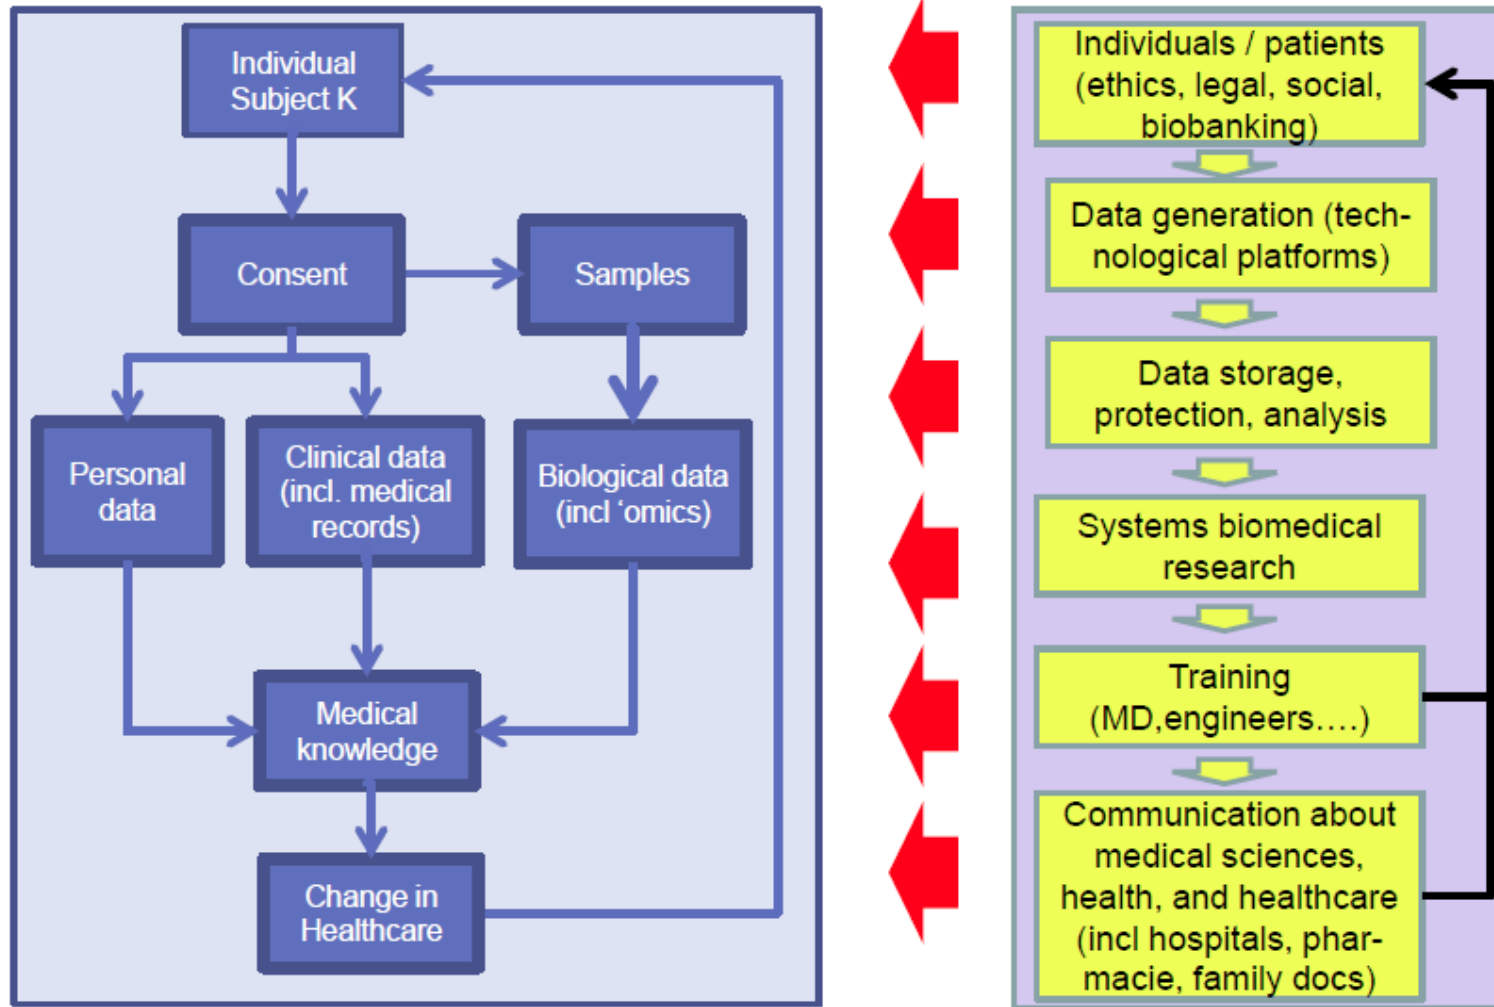 Individual
Subject K
Consent
Samples
Personal
data
Clinical data
(incl. medical
records)
Biological data
(incl ‘omics)
Medical
knowledge
Change in
Healthcare
Individuals / patients
(ethics, legal, social,
biobanking)
Data generation (tech-
nological platforms)
Data storage,
protection, analysis
Systems biomedical
research
Training
(MD,engineers....)
Communication about
medical sciences,
health, and healthcare
(incl hospitals, phar-
macie, family docs)